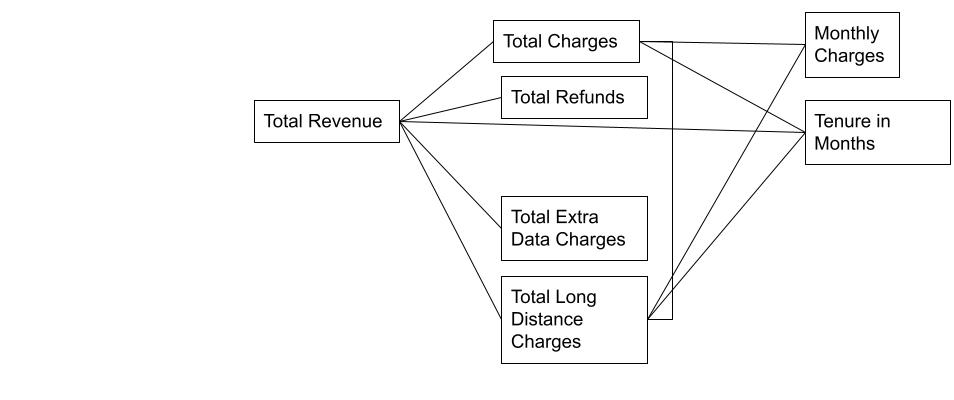 Total Revenue
Total Charges
Total Refunds
Total Extra
Data Charges
Total Long
Distance
Charges
Monthly
Charges
Tenure in
Months